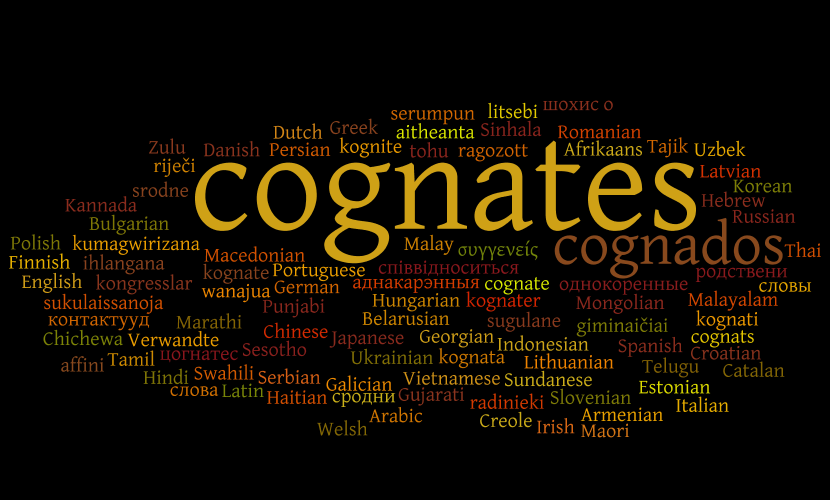 шохис о
serumpun litsebi
Dutch Greek aitheanta Sinhala Romanian
Zulu Danish Persian kognite tohu ragozott Afrikaans Tajik Uzbek
riječi cognates Latvian
srodne Korean
Kannada Hebrew
Bulgarian Russian
Polish kumagwirizana Malay συγγενείς cognados Thai
Finnish ihlangana Macedonian
kognate Portuguese співвідноситься родствени
English kongresslar wanajua German аднакарэнныя cognate однокоренные словы
sukulaissanoja Punjabi Hungarian kognater Mongolian Malayalam
контактууд Marathi Belarusian sugulane giminaičiai kognati
Chichewa Verwandte Chinese Japanese Georgian Indonesian cognats
цогнатес Sesotho Spanish Croatian
affini Tamil Ukrainian kognata Lithuanian Telugu Catalan
Hindi Swahili Serbian Vietnamese Sundanese
слова Latin Haitian Galician сродни Gujarati radinieki Slovenian Estonian
Welsh Arabic Creole Irish Armenian Italian
Maori